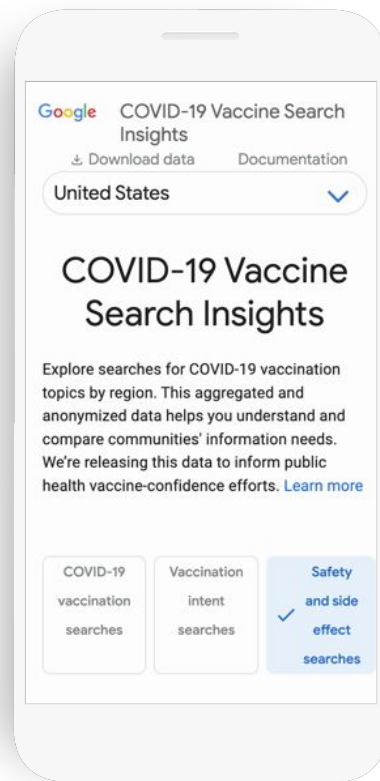 Google COVID-19 Vaccine Search
Insights
Download data Documentation
United States
COVID-19 Vaccine
Search Insights
Explore searches for COVID-19 vaccination
topics by region. This aggregated and
anonymized data helps you understand and
compare communities' information needs.
We're releasing this data to inform public
health vaccine-confidence efforts. Learn more
COVID-19
vaccination
searches
Vaccination
intent
searches
Safety
and side
effect
searches